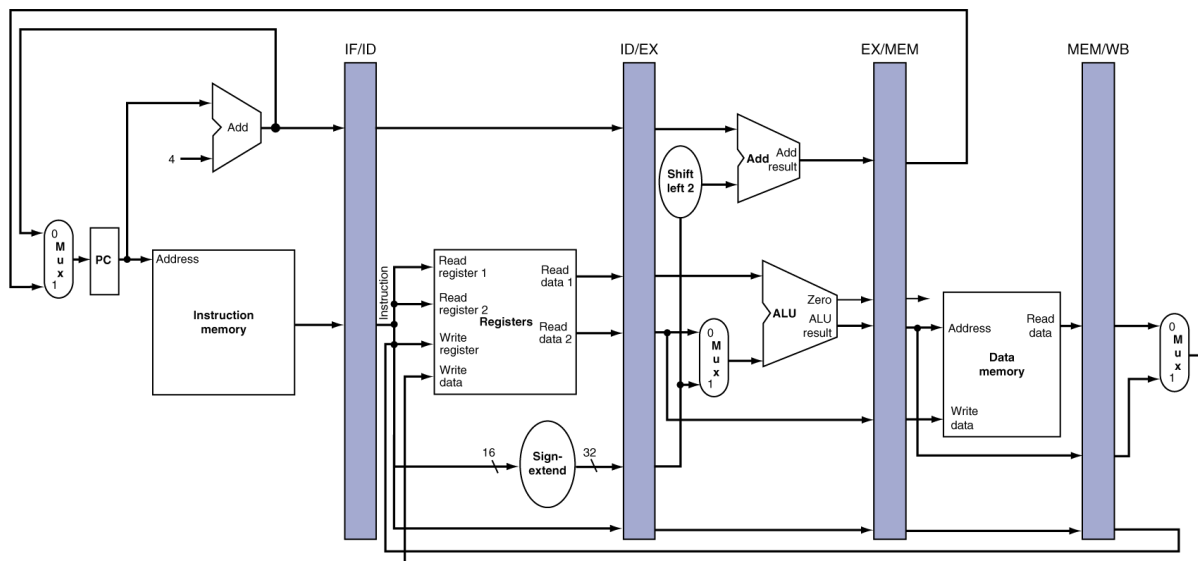 IF/ID
ID/EX
EX/MEM
MEM/WB
Add
4
Add
Add
result
Shift
left 2
0
M
u
x
1
PC
Address
Instruction
memory
Instruction
Read
register 1
Read
register 2
Write
register
Write
data
Registers
Read
data 1
Read
data 2
0
M
u
x
1
Zero
ALU
ALU
result
Address
Read
data
Data
memory
Write
data
0
M
u
x
1
16
Sign-
extend
32